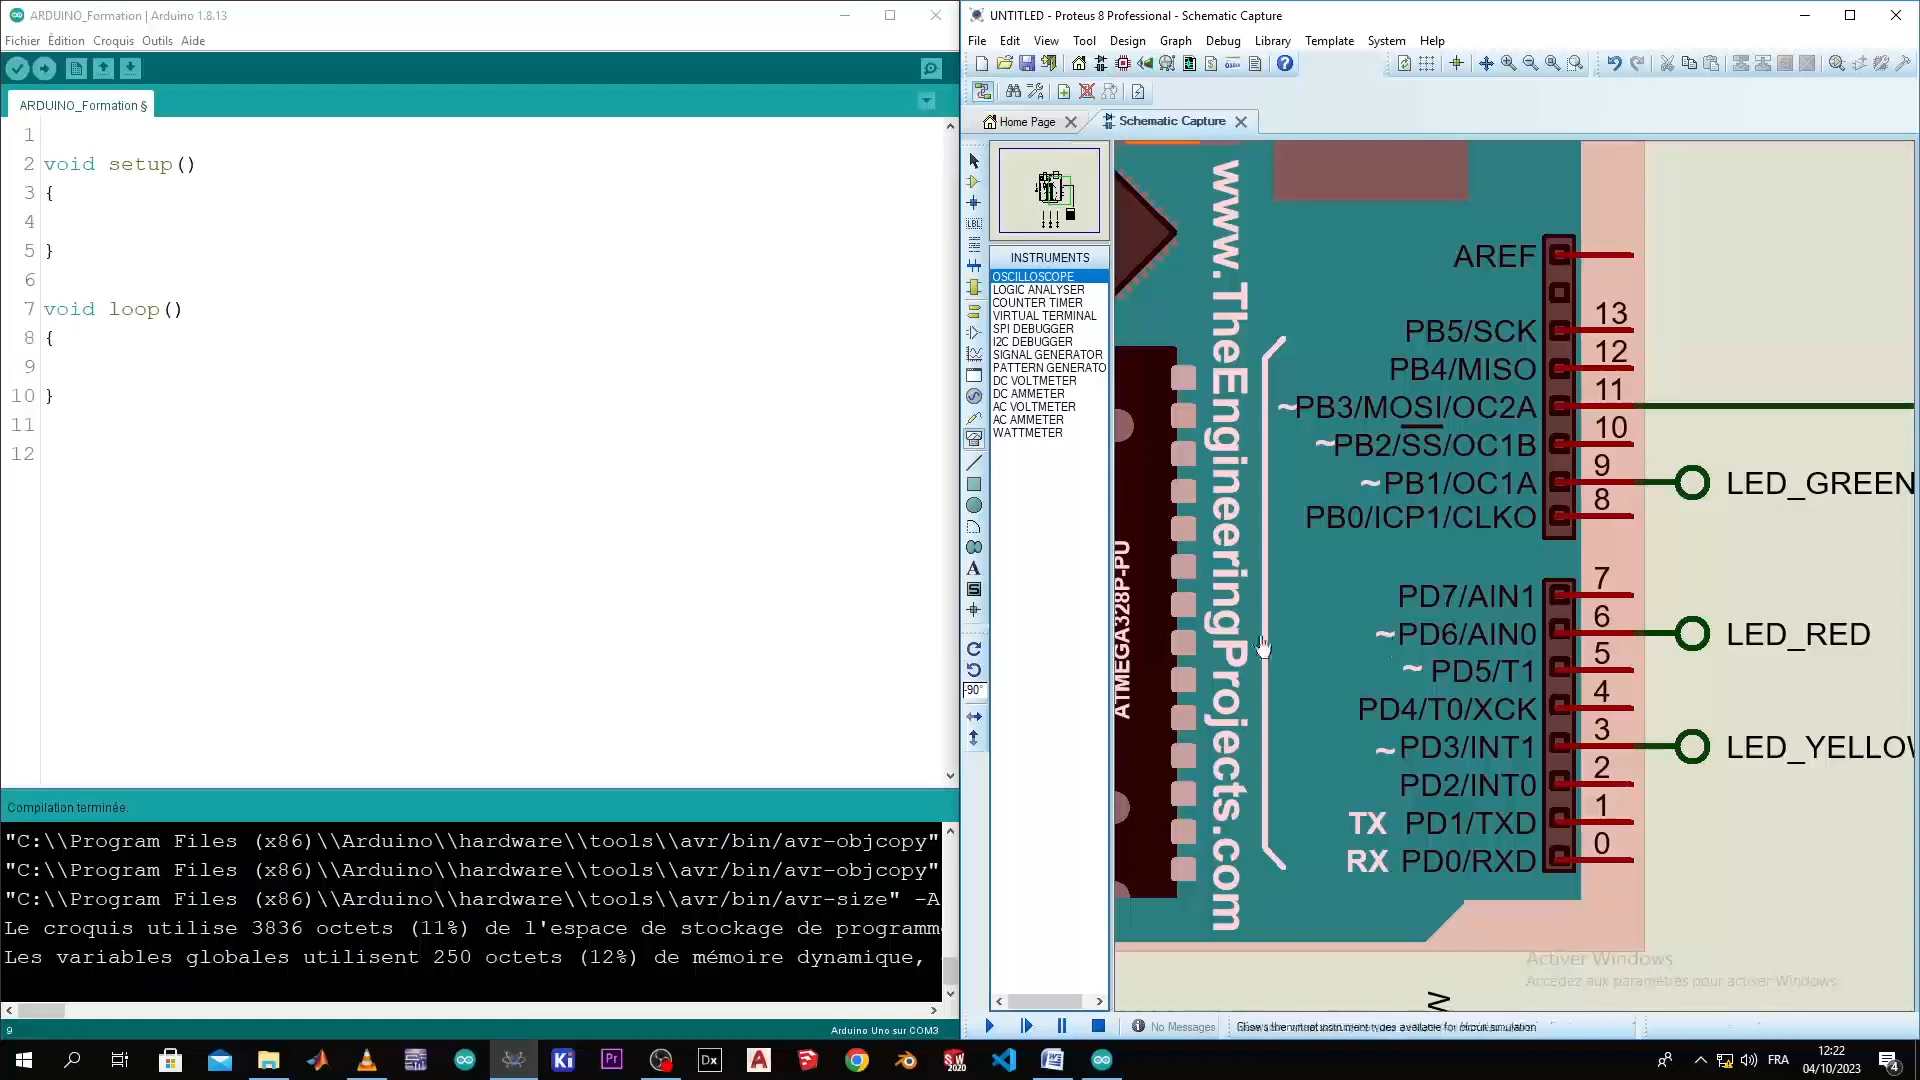 ARDUINO_Formation | Arduino 1.8.13
Fichier Édition Croquis Outils Aide
ARDUINO_Formation §
1
2 void setup()
3 {
4
5 }
6
7 void loop()
8 {
9
10 }
11
12
Compilation terminée.
"C:\\Program Files (x86)\\Arduino\\hardware\\tools\\avr/bin/avr-objcopy"
"C:\\Program Files (x86)\\Arduino\\hardware\\tools\\avr/bin/avr-objcopy"
"C:\\Program Files (x86)\\Arduino\\hardware\\tools\\avr/bin/avr-size" -A
Le croquis utilise 3836 octets (11%) de l'espace de stockage de programm
Les variables globales utilisent 250 octets (12%) de mémoire dynamique,
9
Arduino Uno sur COM3
UNTITLED - Proteus 8 Professional - Schematic Capture
File Edit View Tool Design Graph Debug Library Template System Help
Home Page
Schematic Capture
LBL
A
-90°
INSTRUMENTS
OSCILLOSCOPE
LOGIC ANALYSER
COUNTER TIMER
VIRTUAL TERMINAL
SPI DEBUGGER
I2C DEBUGGER
SIGNAL GENERATOR
PATTERN GENERATO
DC VOLTMETER
DC AMMETER
AC VOLTMETER
AC AMMETER
WATTMETER
ATMEGA328P-PU
www.TheEngineeringProjects.com
AREF
PB5/SCK 13
PB4/MISO 12
~PB3/MOSI/OC2A 11
~PB2/SS/OC1B 10
~PB1/OC1A 9 LED_GREEN
PB0/ICP1/CLKO 8
PD7/AIN1 7
~PD6/AIN0 6 LED_RED
~ PD5/T1 5
PD4/T0/XCK 4
~PD3/INT1 3 LED_YELLOW
PD2/INT0 2
TX PD1/TXD 1
RX PD0/RXD 0
Activer Windows
Accédez aux paramètres pour activer Windows.
No Messages
Ki
Pr
Dx
A
SW
2020
FRA
12:22
04/10/2023
4